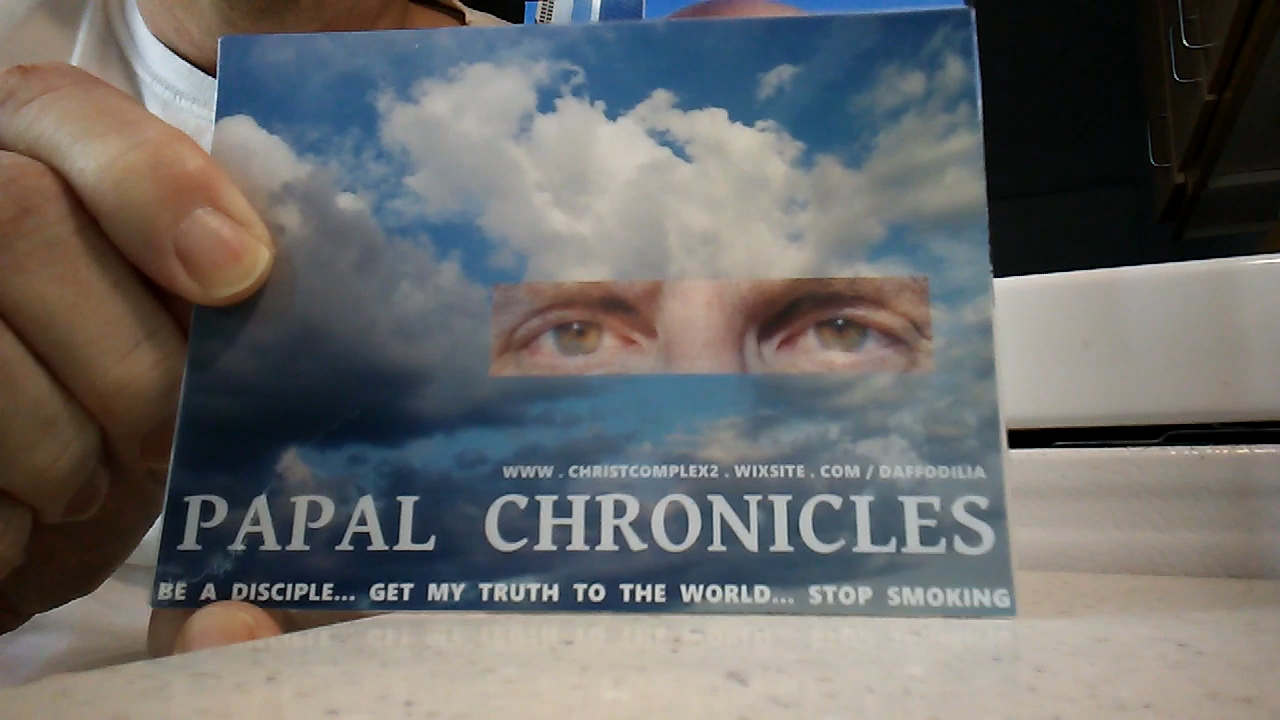 WWW . CHRISTCOMPLEX2 . WIXSITE . COM / DAFFODILIA
PAPAL CHRONICLES
BE A DISCIPLE... GET MY TRUTH TO THE WORLD... STOP SMOKING